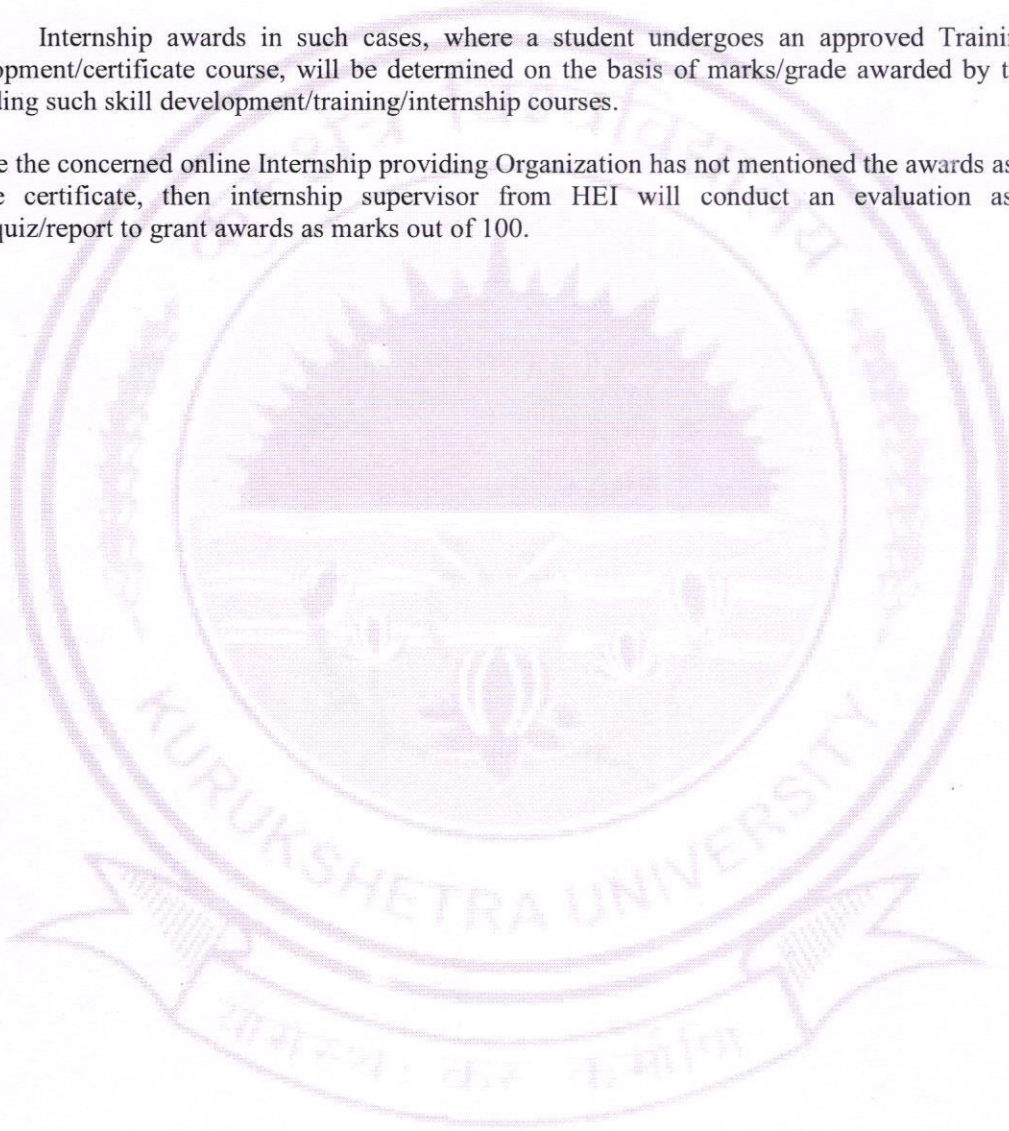 Internship awards in such cases, where a student undergoes an approved Trainin
opment/certificate course, will be determined on the basis of marks/grade awarded by t
ling such skill development/training/internship courses.
e the concerned online Internship providing Organization has not mentioned the awards as
e certificate, then internship supervisor from HEI will conduct an evaluation as
quiz/report to grant awards as marks out of 100.
KURUKSHETRA UNIVERSITY